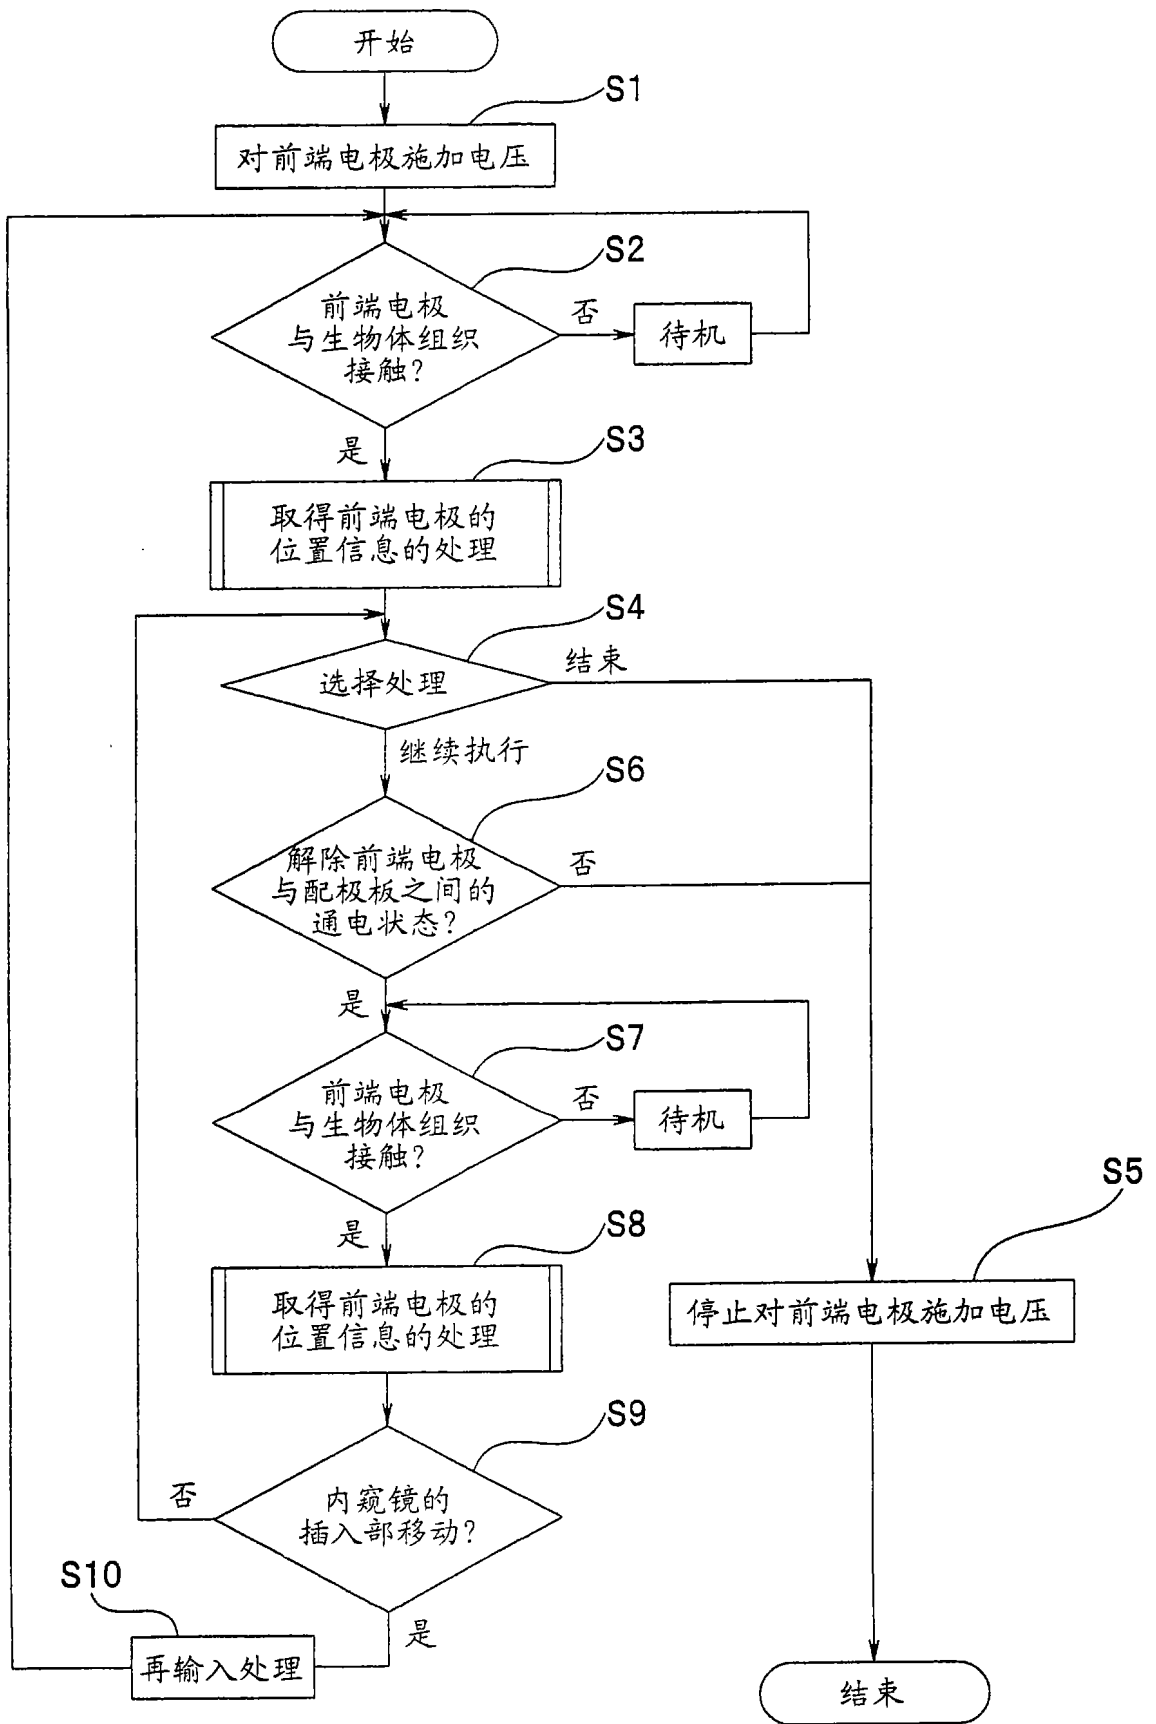 开始
S1
对前端电极施加电压
S2
前端电极
与生物体组织
接触?
否
待机
是
S3
取得前端电极的
位置信息的处理
S4
选择处理
结束
继续执行
S6
解除前端电极
与配极板之间的
通电状态?
否
是
S7
前端电极
与生物体组织
接触?
否
待机
是
S8
取得前端电极的
位置信息的处理
S5
停止对前端电极施加电压
S9
内窥镜的
插入部移动?
否
是
S10
再输入处理
结束